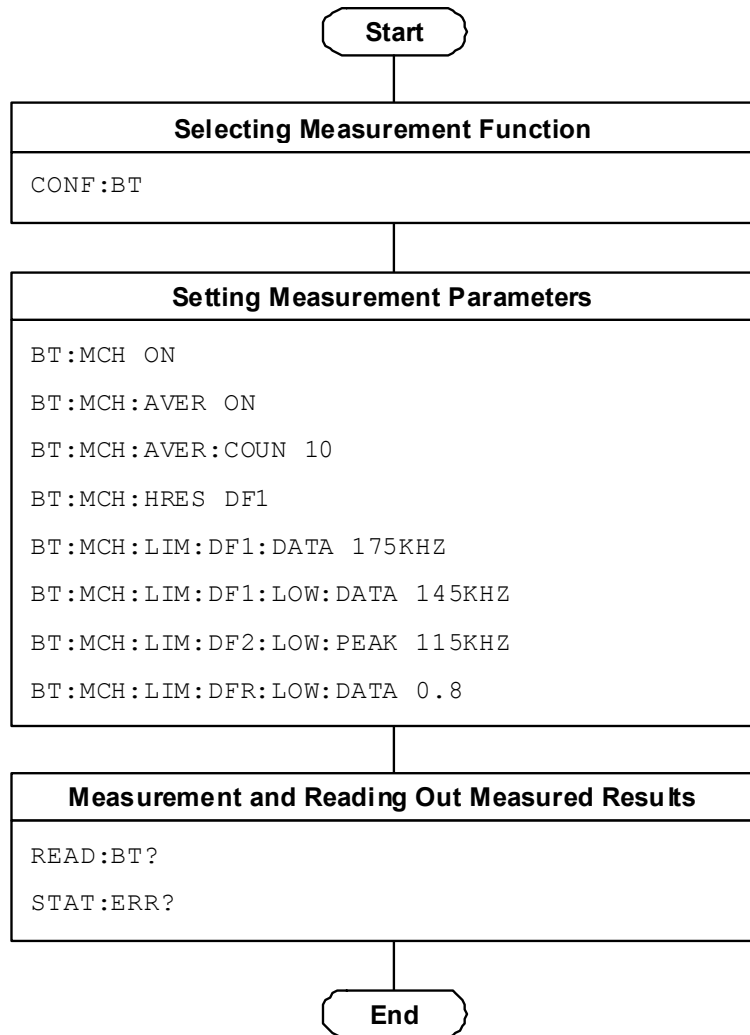 Start
Selecting Measurement Function
CONF:BT
Setting Measurement Parameters
BT:MCH ON
BT:MCH:AVER ON
BT:MCH:AVER:COUN 10
BT:MCH:HRES DF1
BT:MCH:LIM:DF1:DATA 175KHZ
BT:MCH:LIM:DF1:LOW:DATA 145KHZ
BT:MCH:LIM:DF2:LOW:PEAK 115KHZ
BT:MCH:LIM:DFR:LOW:DATA 0.8
Measurement and Reading Out Measured Results
READ:BT?
STAT:ERR?
End